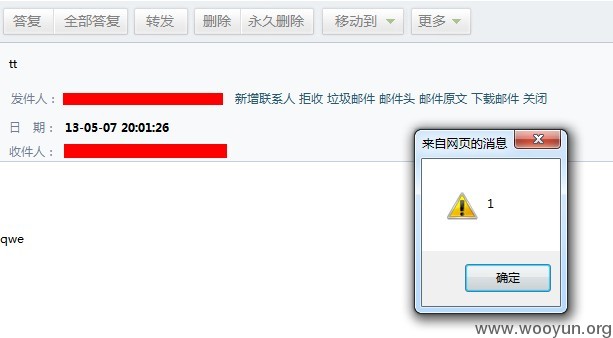 答复 全部答复 转发 删除 永久删除 移动到 更多
tt
发件人： 新增联系人 拒收 垃圾邮件 邮件头 邮件原文 下载邮件 关闭
日 期： 13-05-07 20:01:26
收件人：
来自网页的消息
1
qwe
确定
www.wooyun.org